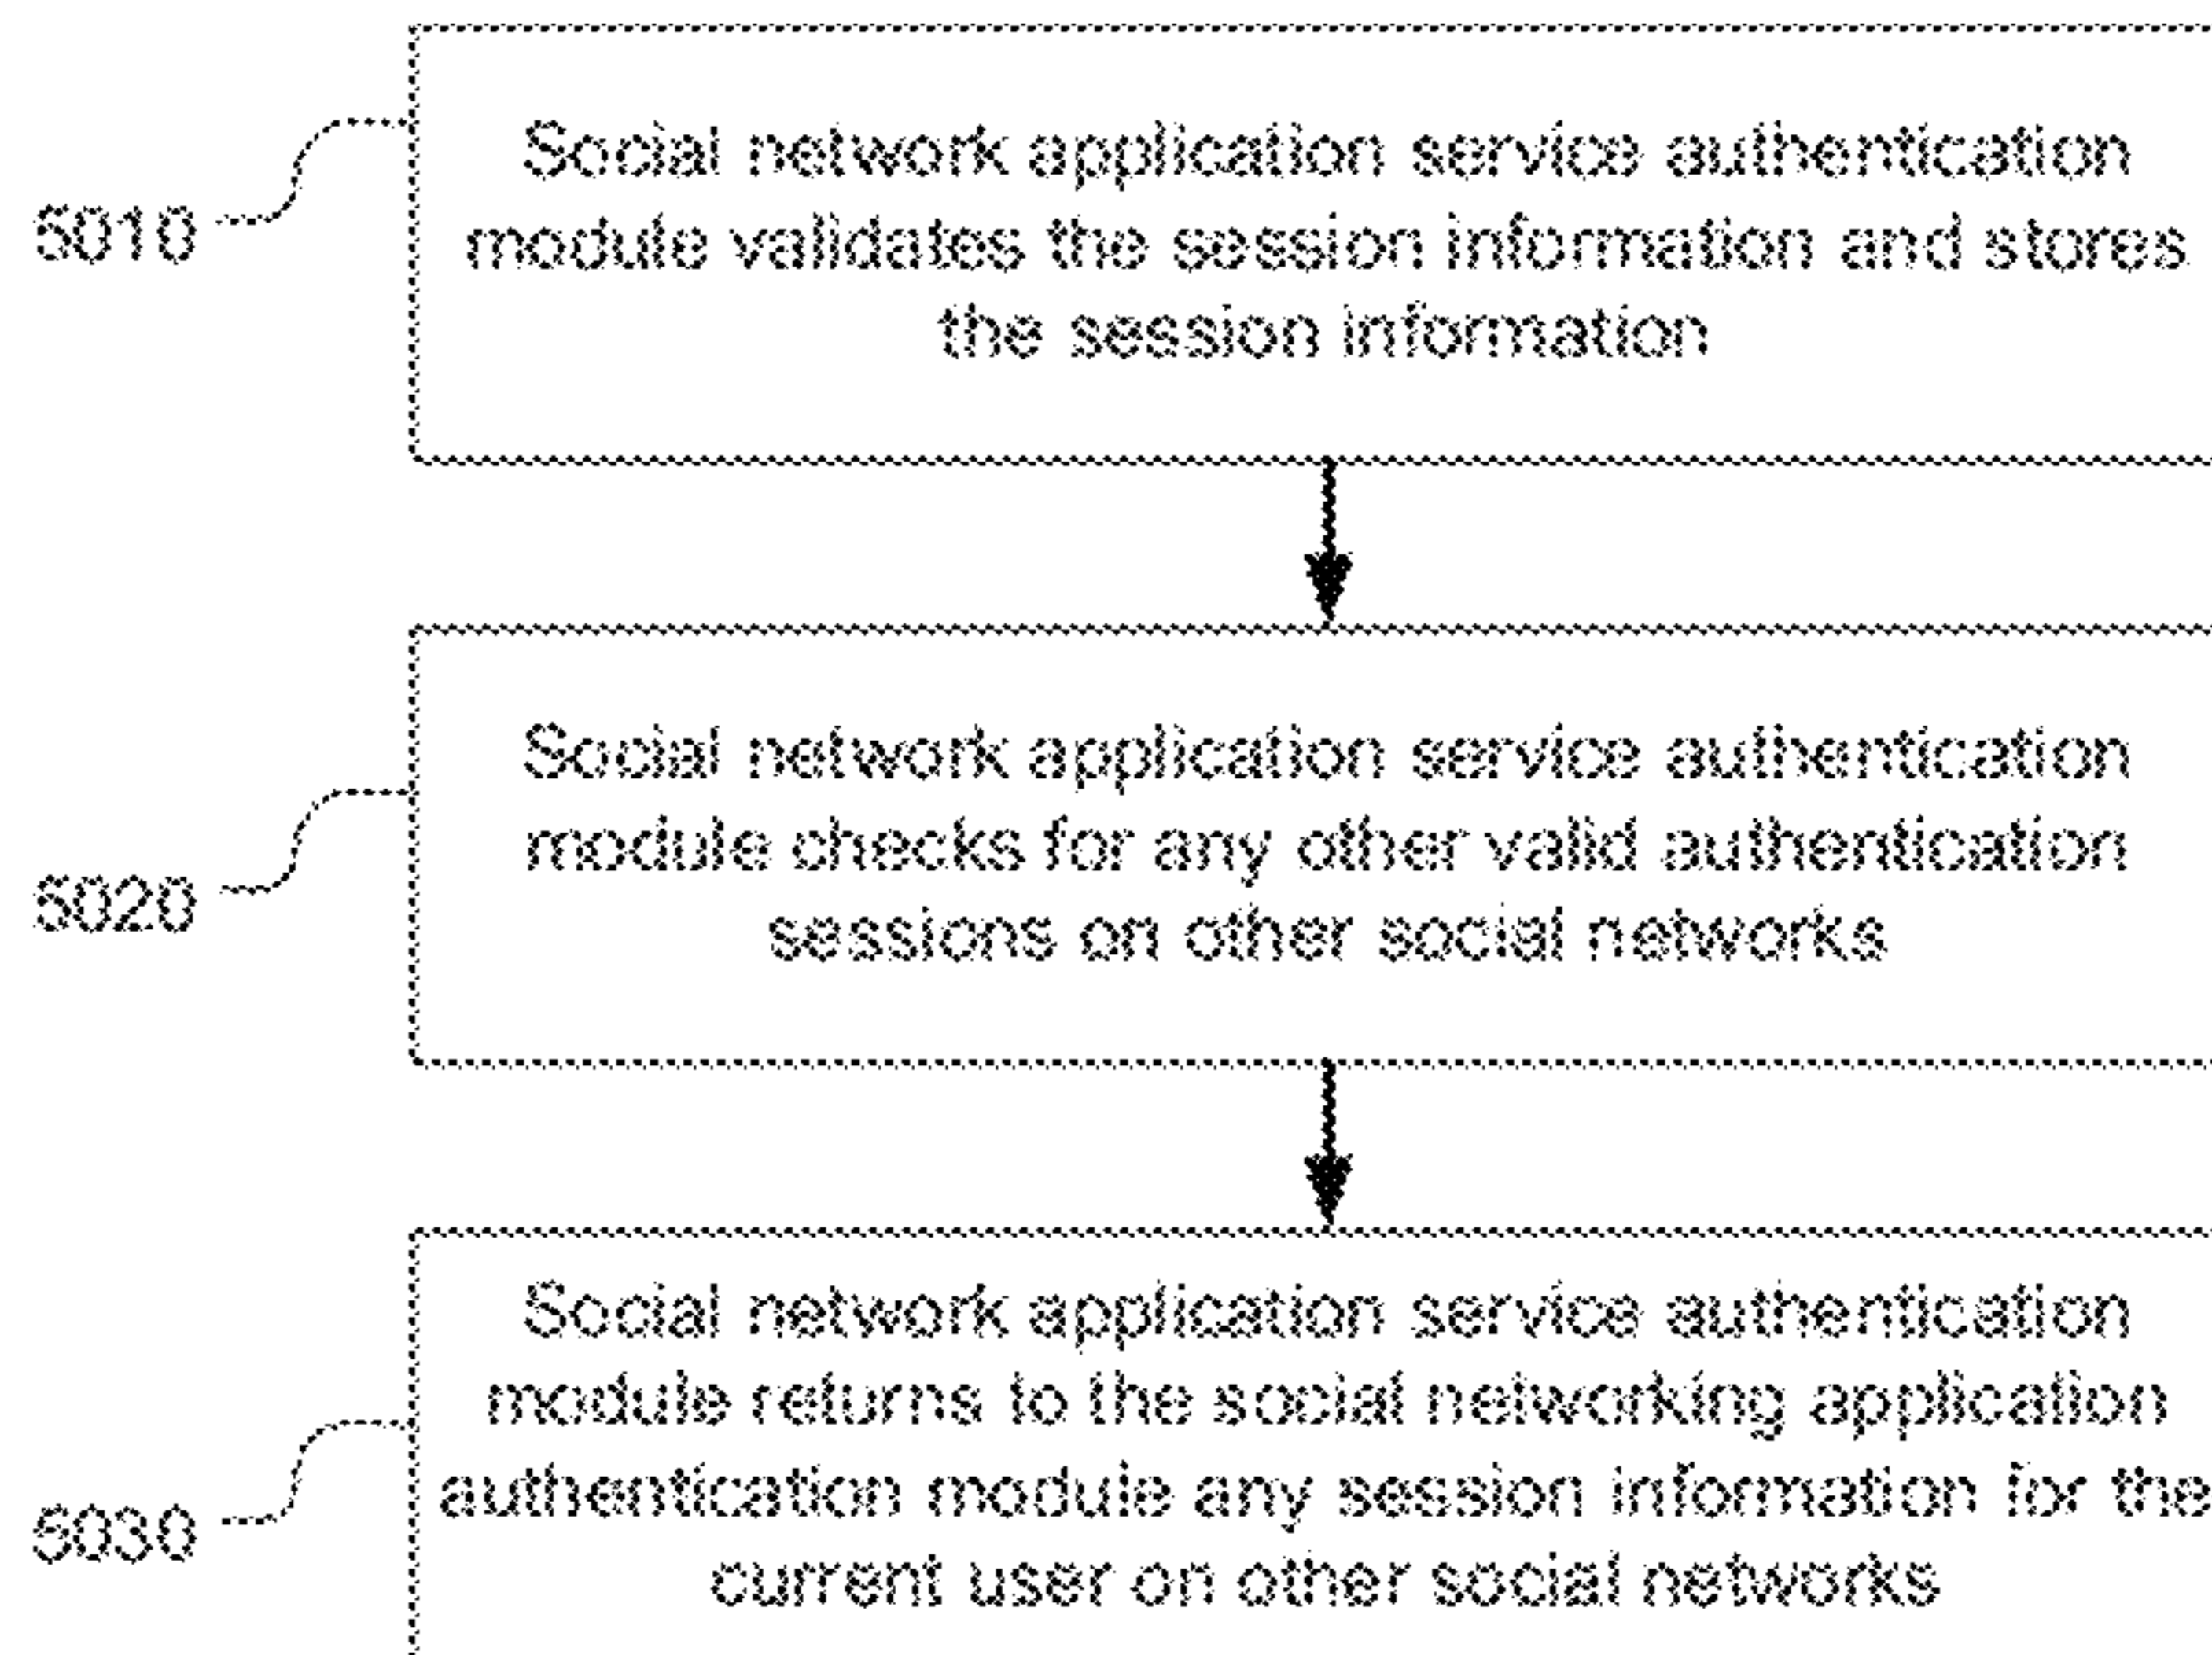 5010
Social network application service authentication
module validates the session information and stores
the session information
5020
Social network application service authentication
module checks for any other valid authentication
sessions on other social networks
5030
Social network application service authentication
module returns to the social networking application
authentication module any session information for the
current user on other social networks